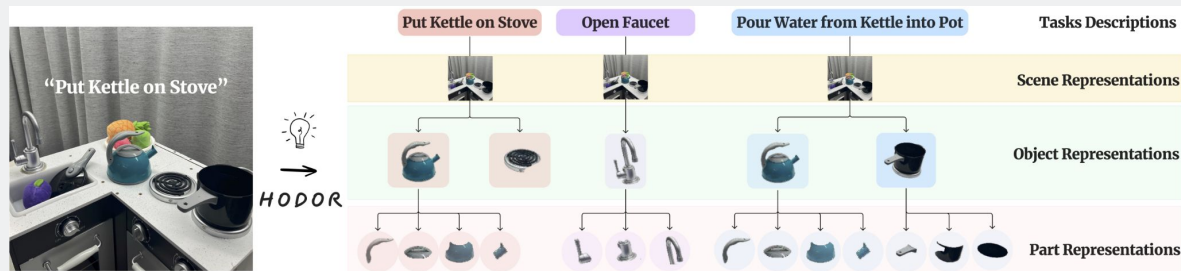 Put Kettle on Stove
Open Faucet
Pour Water from Kettle into Pot
Tasks Descriptions
“Put Kettle on Stove”
Scene Representations
HODOR
Object Representations
Part Representations